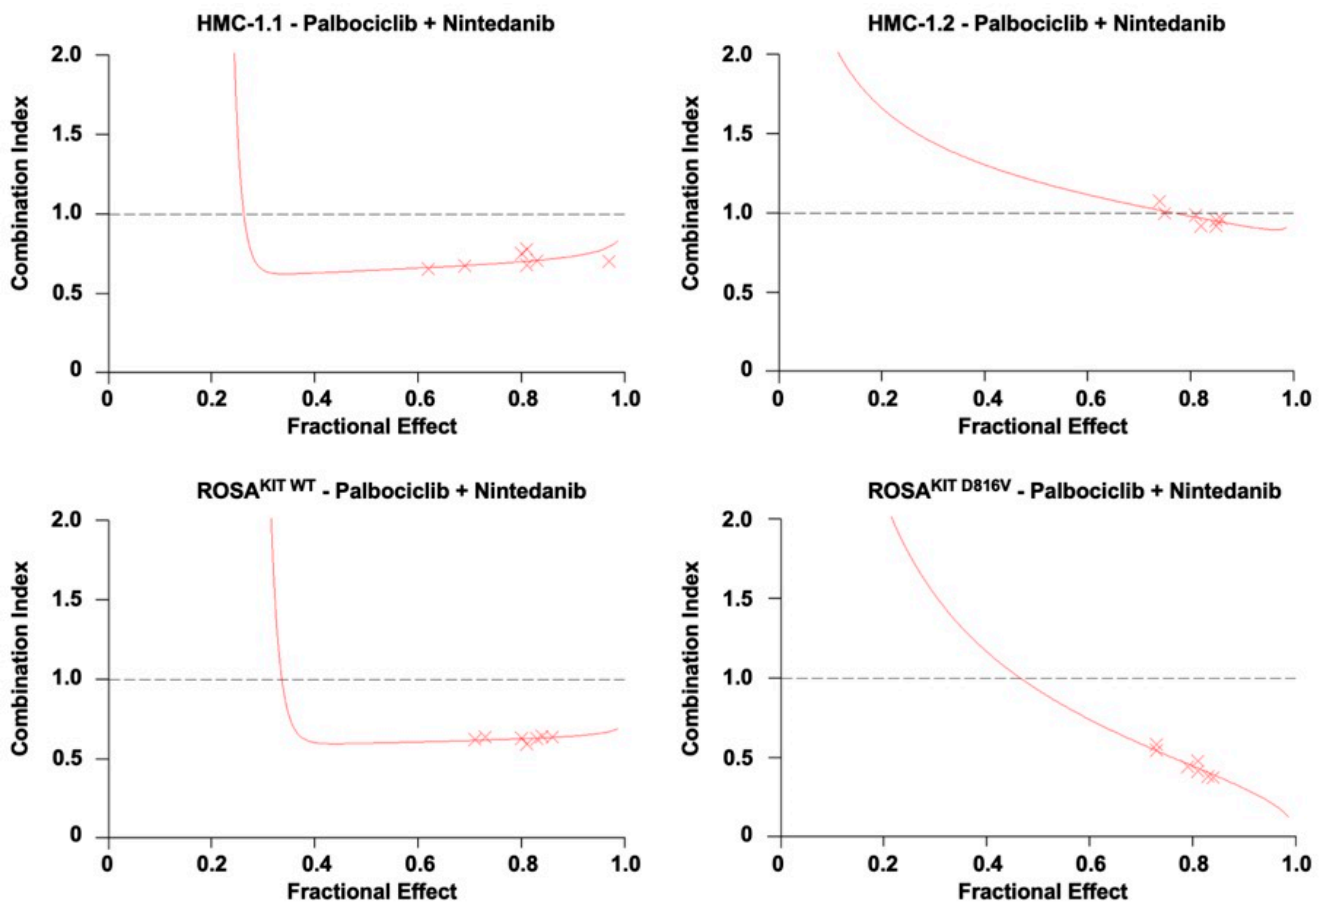 HMC-1.1 - Palbociclib + Nintedanib
2.0
1.5
1.0
0.5
0
Combination Index
0 0.2 0.4 0.6 0.8 1.0
Fractional Effect
HMC-1.2 - Palbociclib + Nintedanib
2.0
1.5
1.0
0.5
0
Combination Index
0 0.2 0.4 0.6 0.8 1.0
Fractional Effect
ROSAKIT WT - Palbociclib + Nintedanib
2.0
1.5
1.0
0.5
0
Combination Index
0 0.2 0.4 0.6 0.8 1.0
Fractional Effect
ROSAKIT D816V - Palbociclib + Nintedanib
2.0
1.5
1.0
0.5
0
Combination Index
0 0.2 0.4 0.6 0.8 1.0
Fractional Effect